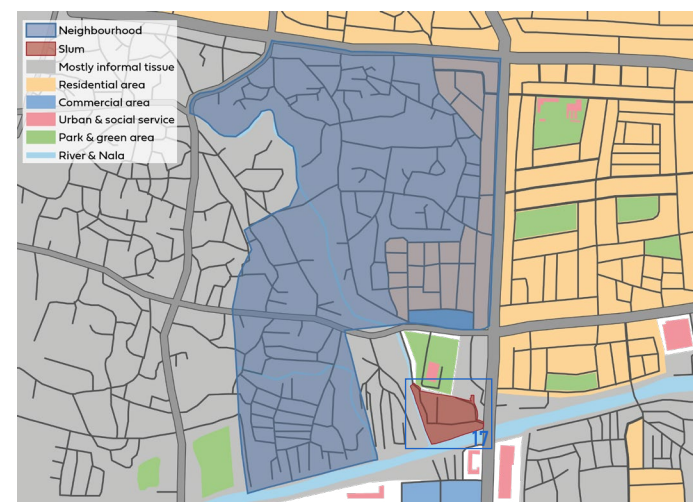 Neighbourhood
Slum
Mostly informal tissue
Residential area
Commercial area
Urban & social service
Park & green area
River & Nala
17